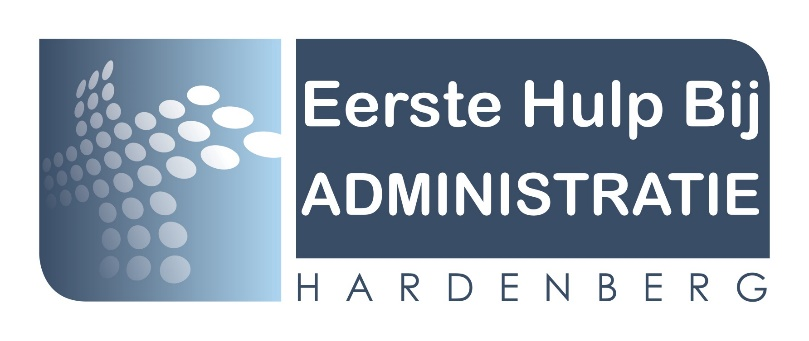 Eerste Hulp Bij
ADMINISTRATIE
HARDENBERG